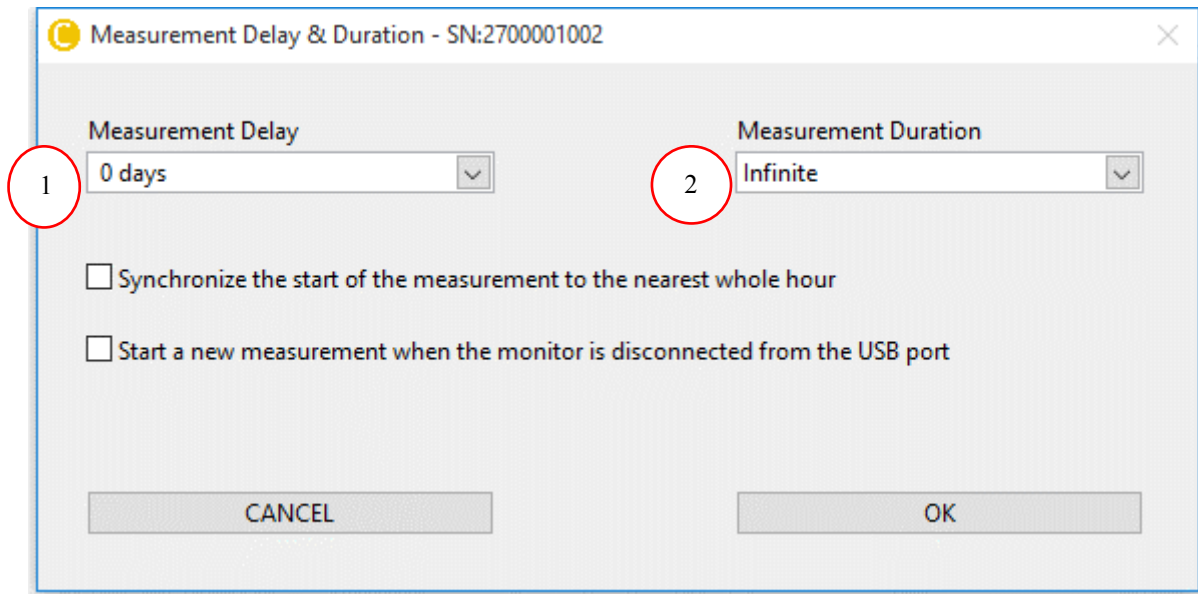 Measurement Delay & Duration - SN:2700001002
Measurement Delay
Measurement Duration
1
0 days
2
Infinite
Synchronize the start of the measurement to the nearest whole hour
Start a new measurement when the monitor is disconnected from the USB port
CANCEL
OK